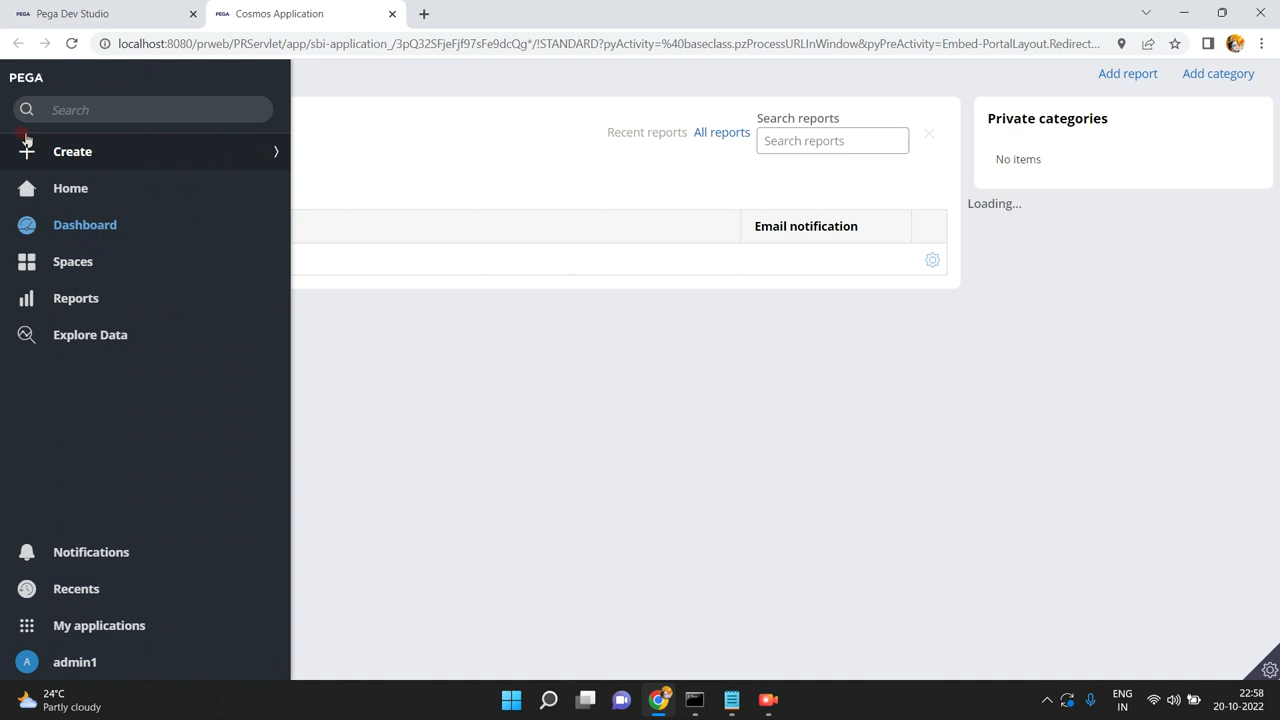 PEGA Pega Dev Studio
PEGA Cosmos Application
localhost:8080/prweb/PRServlet/app/sbi-application_/3pQ32SFjeFjf97sFe9dcQg*/!STANDARD?pyActivity=%40baseclass.pzProcessURLInWindow&pyPreActivity=Embed-PortalLayout.Redirect...
PEGA
Search
Create
Home
Dashboard
Spaces
Reports
Explore Data
Notifications
Recents
My applications
A admin1
Add report Add category
Recent reports All reports
Search reports
Search reports
Email notification
Private categories
No items
Loading...
24°C
Partly cloudy
ENG
IN
22:58
20-10-2022